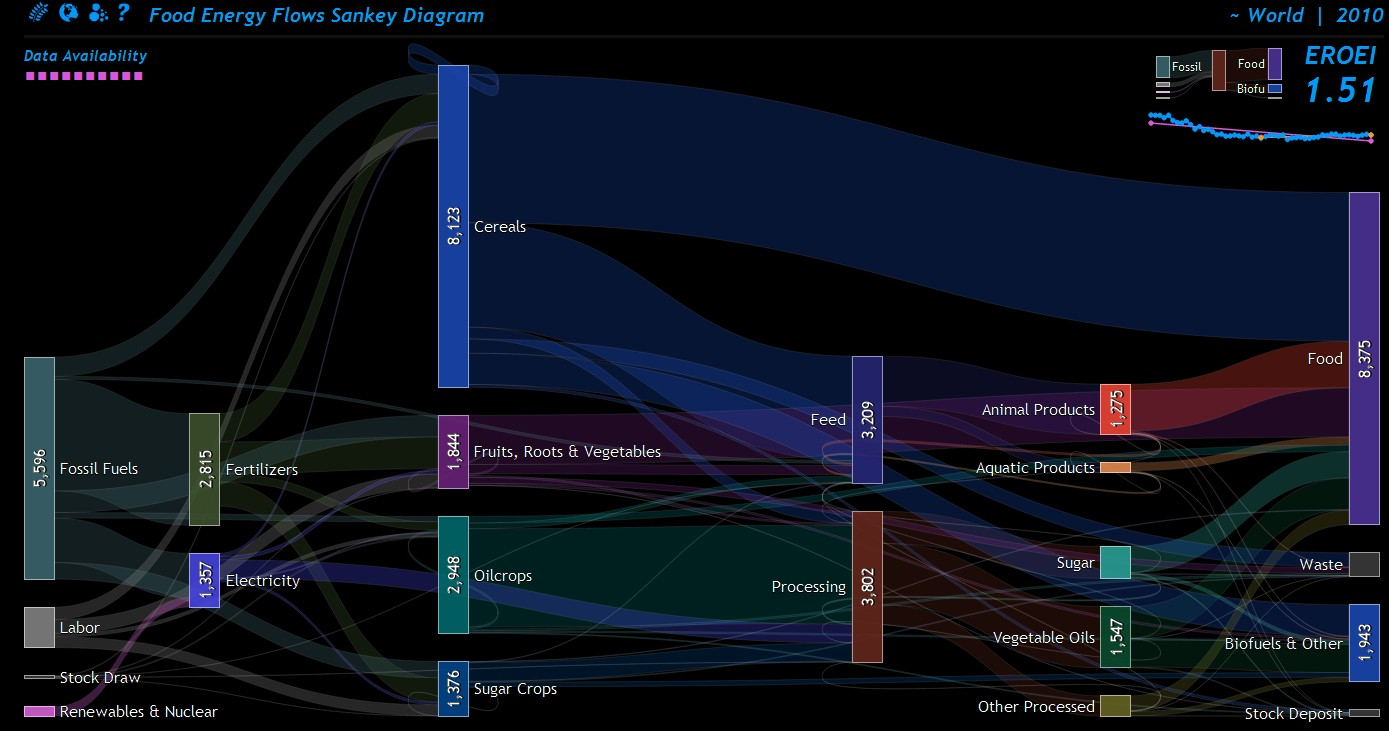 ? Food Energy Flows Sankey Diagram
~ World | 2010
Data Availability
EROEI
1.51
Fossil
Food
Biofu
8,123
Cereals
Food
8,375
Feed
3,209
Animal Products
1,275
5,596
Fossil Fuels
2,815
Fertilizers
1,844
Fruits, Roots & Vegetables
Aquatic Products
1,357
Electricity
2,948
Oilcrops
Processing
3,802
Sugar
Waste
Labor
Vegetable Oils
1,547
Biofuels & Other
1,943
Stock Draw
1,376
Sugar Crops
Renewables & Nuclear
Other Processed
Stock Deposit